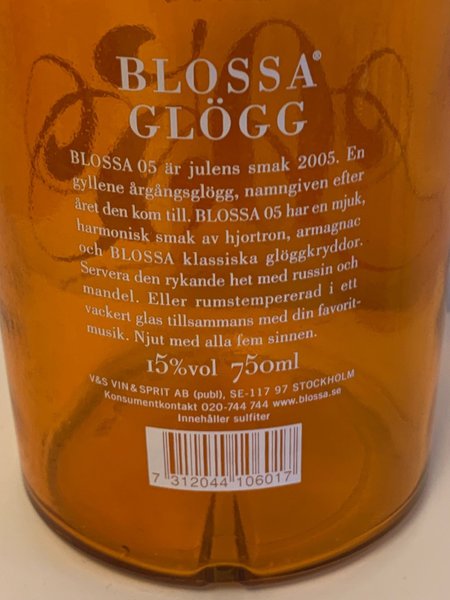 BLOSSA®
GLÖGG
BLOSSA 05 är julens smak 2005. En
gyllene årgångsglögg, namngiven efter
året den kom till. BLOSSA 05 har en mjuk,
harmonisk smak av hjortron, armagnac
och BLOSSA klassiska glöggkryddor.
Servera den rykande het med russin och
mandel. Eller rumstempererad i ett
vackert glas tillsammans med din favorit-
musik. Njut med alla fem sinnen.
15%vol 750ml
V&S VIN & SPRIT AB (publ), SE-117 97 STOCKHOLM
Konsumentkontakt 020-744 744 www.blossa.se
Innehåller sulfiter
7 312044 106017